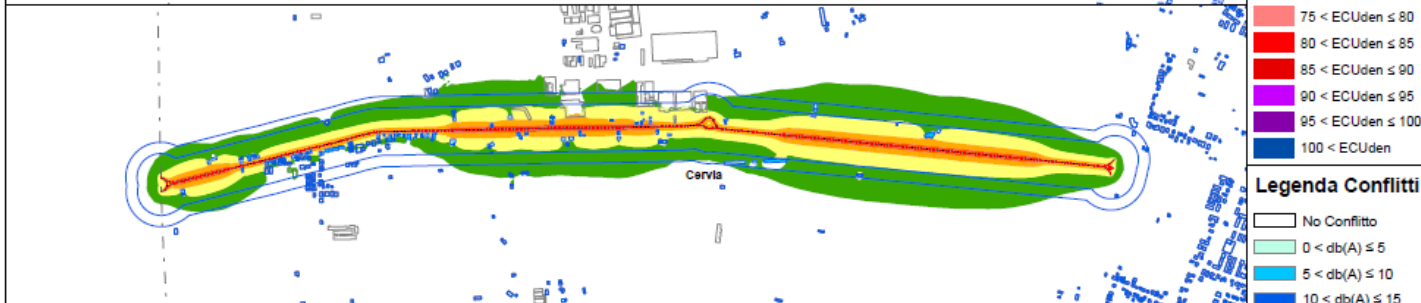 Cervia
75 < ECUden ≤ 80
80 < ECUden ≤ 85
85 < ECUden ≤ 90
90 < ECUden ≤ 95
95 < ECUden ≤ 100
100 < ECUden
Legenda Conflitti
No Conflitto
0 < db(A) ≤ 5
5 < db(A) ≤ 10
10 < db(A) ≤ 15